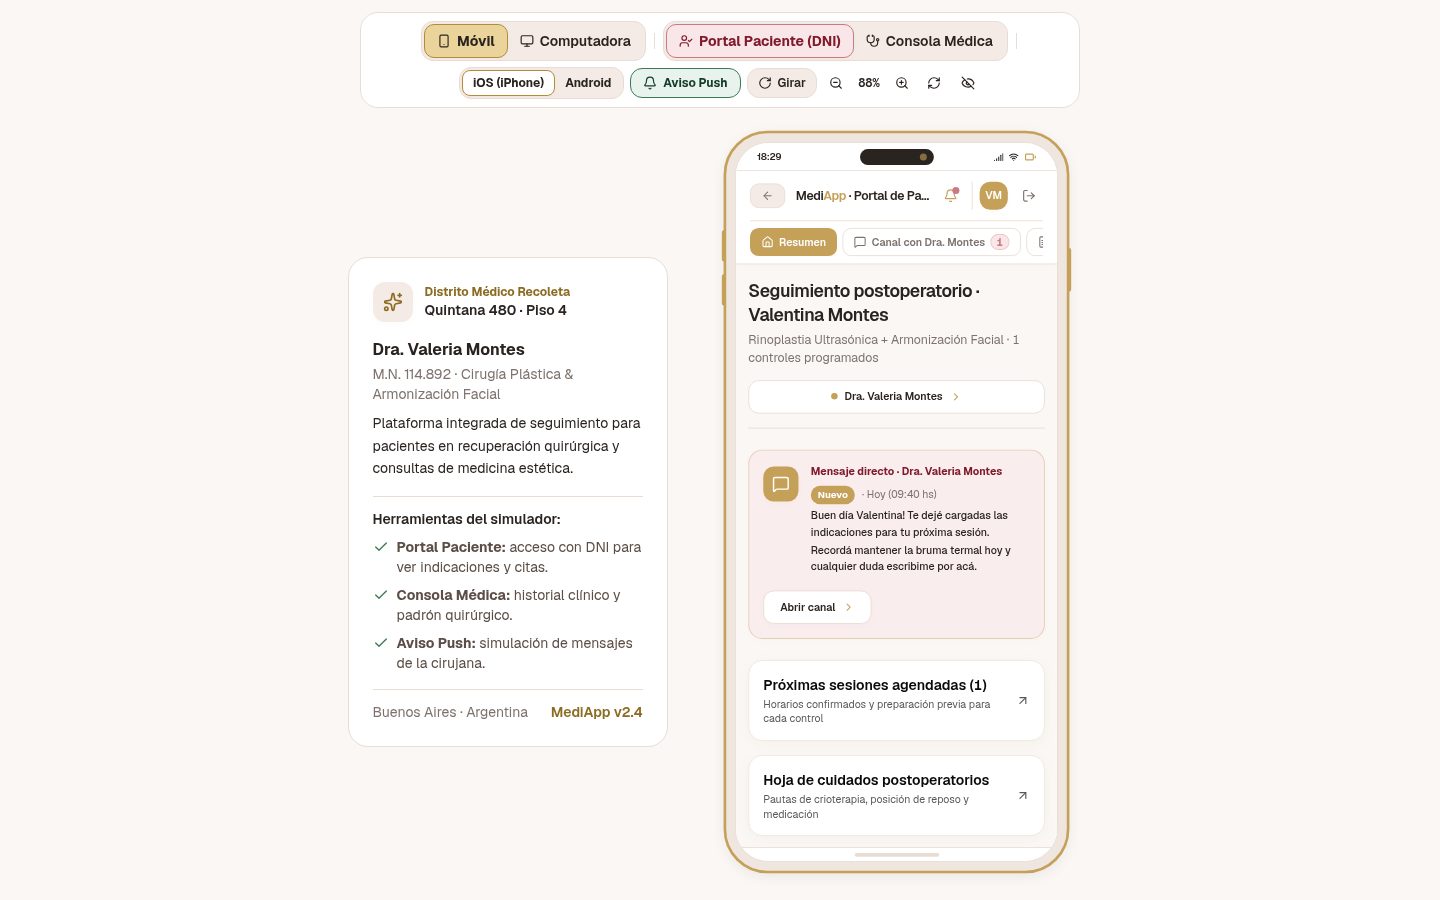 Móvil
Computadora
Portal Paciente (DNI)
Consola Médica
iOS (iPhone)
Android
Aviso Push
Girar
88%
Distrito Médico Recoleta
Quintana 480 · Piso 4
Dra. Valeria Montes
M.N. 114.892 · Cirugía Plástica &
Armonización Facial
Plataforma integrada de seguimiento para
pacientes en recuperación quirúrgica y
consultas de medicina estética.
Herramientas del simulador:
Portal Paciente: acceso con DNI para
ver indicaciones y citas.
Consola Médica: historial clínico y
padrón quirúrgico.
Aviso Push: simulación de mensajes
de la cirujana.
Buenos Aires · Argentina
MediApp v2.4
18:29
MediApp · Portal de Pa...
VM
Resumen
Canal con Dra. Montes 1
Seguimiento postoperatorio ·
Valentina Montes
Rinoplastia Ultrasónica + Armonización Facial · 1
controles programados
Dra. Valeria Montes
Mensaje directo · Dra. Valeria Montes
Nuevo · Hoy (09:40 hs)
Buen día Valentina! Te dejé cargadas las
indicaciones para tu próxima sesión.
Recordá mantener la bruma termal hoy y
cualquier duda escribime por acá.
Abrir canal
Próximas sesiones agendadas (1)
Horarios confirmados y preparación previa para
cada control
Hoja de cuidados postoperatorios
Pautas de crioterapia, posición de reposo y
medicación